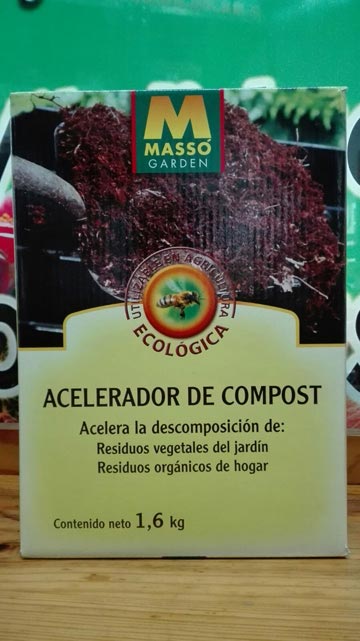 M
MASSÓ
GARDEN
UTILIZABLE EN AGRICULTURA
ECOLÓGICA
ACELERADOR DE COMPOST
Acelera la descomposición de:
Residuos vegetales del jardín
Residuos orgánicos de hogar
Contenido neto 1,6 kg